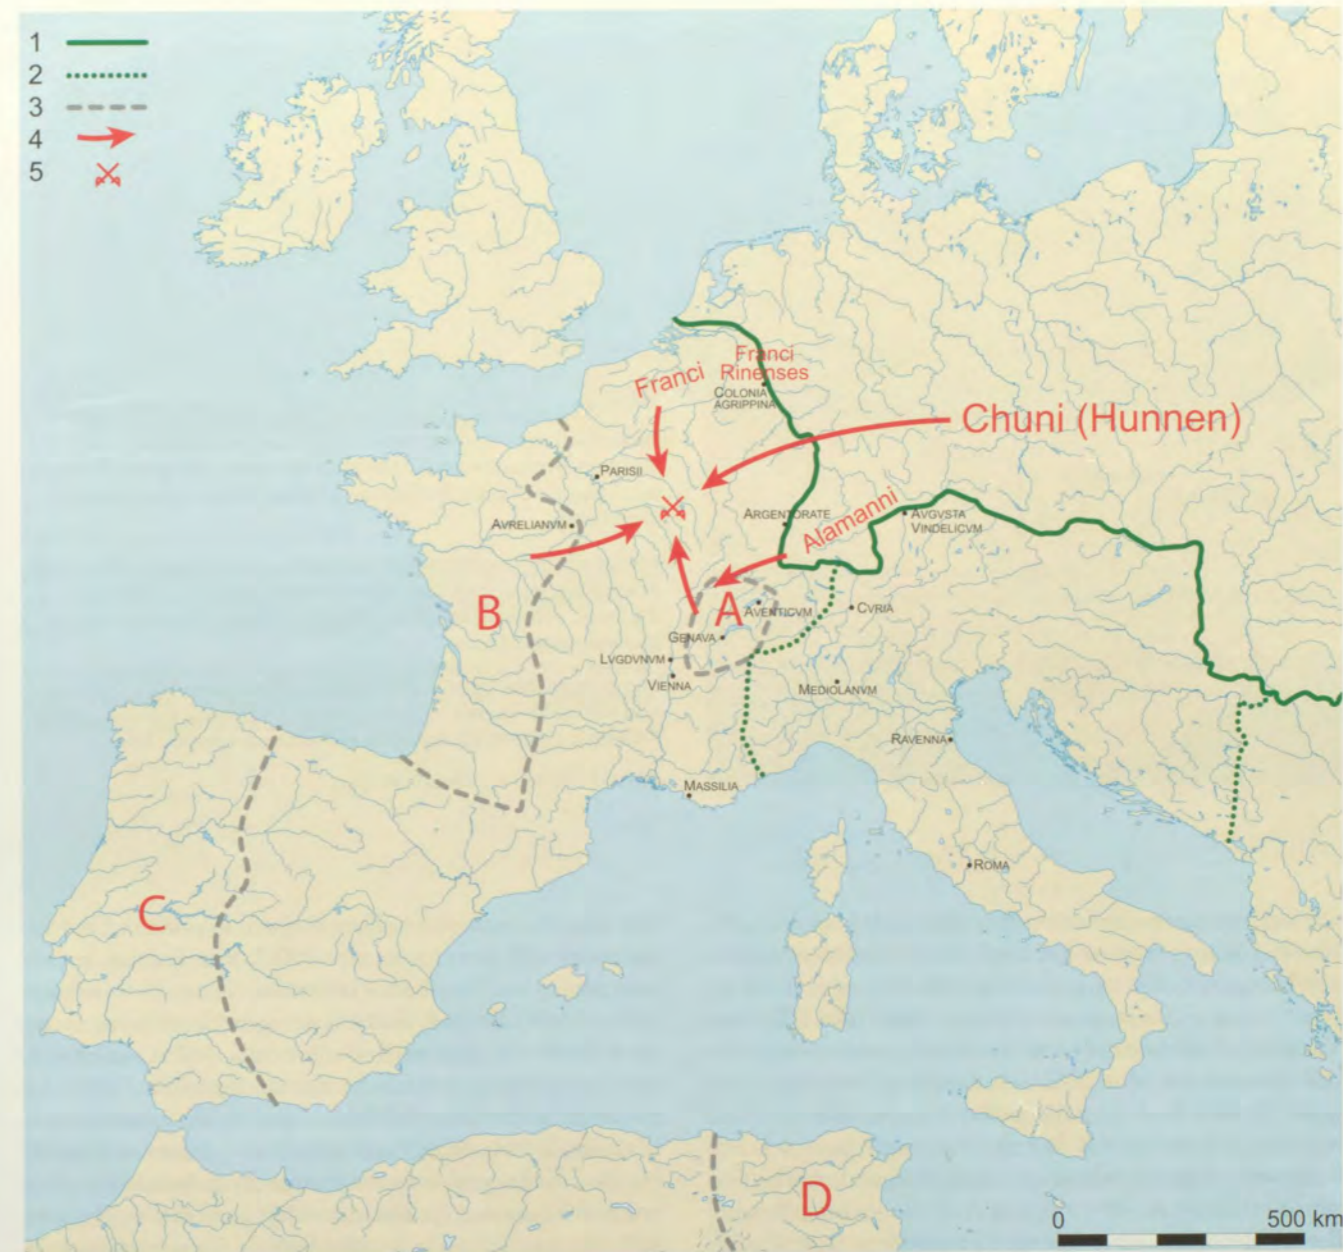 1
2
3
4
5
Franci
Franci
Rinenses
COLONIA
AGRIPPINA
Chuni (Hunnen)
PARISII
AVRELIANVM
ARGENTORATE
Alamanni
AVGVSTA
VINDELICVM
B
A
AVENTICVM
CVRIA
GENAVA
LVGDVNVM
VIENNA
MEDIOLANVM
RAVENNA
MASSILIA
ROMA
C
D
0 500 km